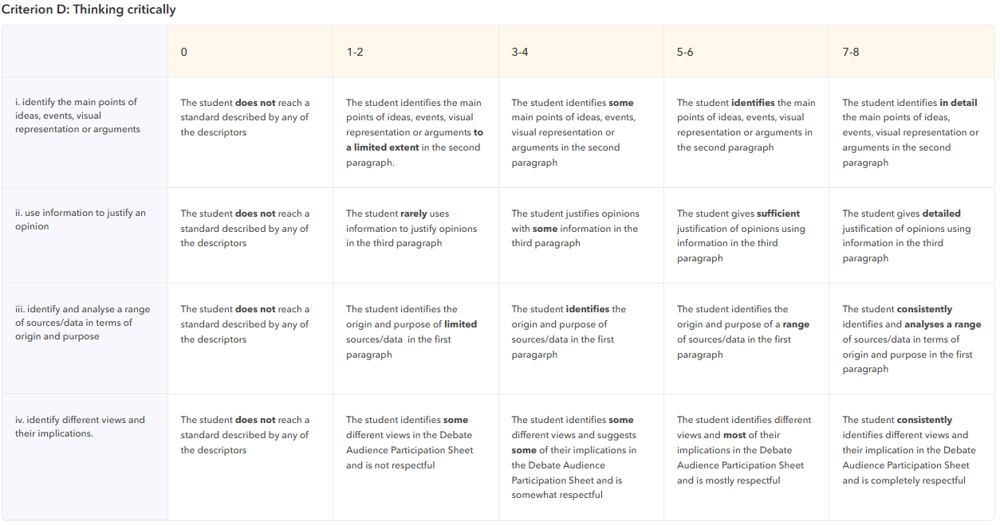 Criterion D: Thinking critically
0
1-2
3-4
5-6
7-8
i. identify the main points of
ideas, events, visual
representation or arguments
The student does not reach a
standard described by any of
the descriptors
The student identifies the main
points of ideas, events, visual
representation or arguments to
a limited extent in the second
paragraph.
The student identifies some
main points of ideas, events,
visual representation or
arguments in the second
paragraph
The student identifies the main
points of ideas, events, visual
representation or arguments in
the second paragraph
The student identifies in detail
the main points of ideas,
events, visual representation or
arguments in the second
paragraph
ii. use information to justify an
opinion
The student does not reach a
standard described by any of
the descriptors
The student rarely uses
information to justify opinions
in the third paragraph
The student justifies opinions
with some information in the
third paragraph
The student gives sufficient
justification of opinions using
information in the third
paragraph
The student gives detailed
justification of opinions using
information in the third
paragraph
iii. identify and analyse a range
of sources/data in terms of
origin and purpose
The student does not reach a
standard described by any of
the descriptors
The student identifies the
origin and purpose of limited
sources/data in the first
paragraph
The student identifies the
origin and purpose of
sources/data in the first
paragarph
The student identifies the
origin and purpose of a range
of sources/data in the first
paragraph
The student consistently
identifies and analyses a range
of sources/data in terms of
origin and purpose in the first
paragraph
iv. identify different views and
their implications.
The student does not reach a
standard described by any of
the descriptors
The student identifies some
different views in the Debate
Audience Participation Sheet
and is not respectful
The student identifies some
different views and suggests
some of their implications in
the Debate Audience
Participation Sheet and is
somewhat respectful
The student identifies different
views and most of their
implications in the Debate
Audience Participation Sheet
and is mostly respectful
The student consistently
identifies different views and
their implication in the Debate
Audience Participation Sheet
and is completely respectful